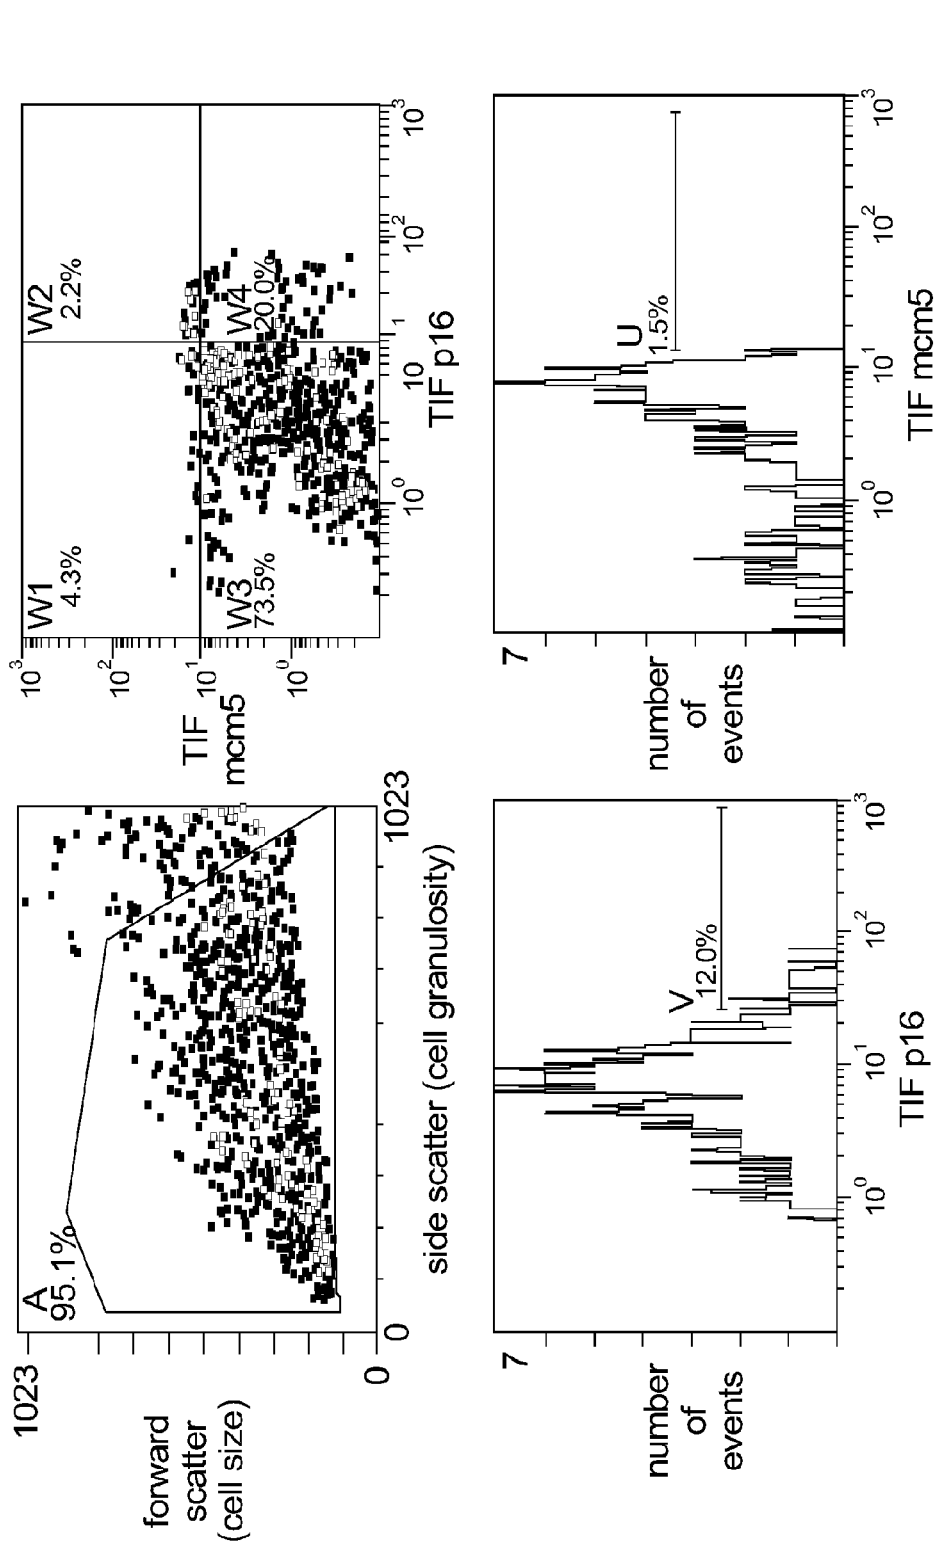 1023
A
95.1%
forward
scatter
(cell size)
0
0
1023
side scatter (cell granulosity)
10³
W1
4.3%
W2
2.2%
10²
TIF
mcm5
10¹
W3
73.5%
W4
20.0%
10⁰
10⁰
10¹
10²
10³
TIF p16
7
number
of
events
V
12.0%
10⁰
10¹
10²
10³
TIF p16
7
number
of
events
U
1.5%
10⁰
10¹
10²
10³
TIF mcm5